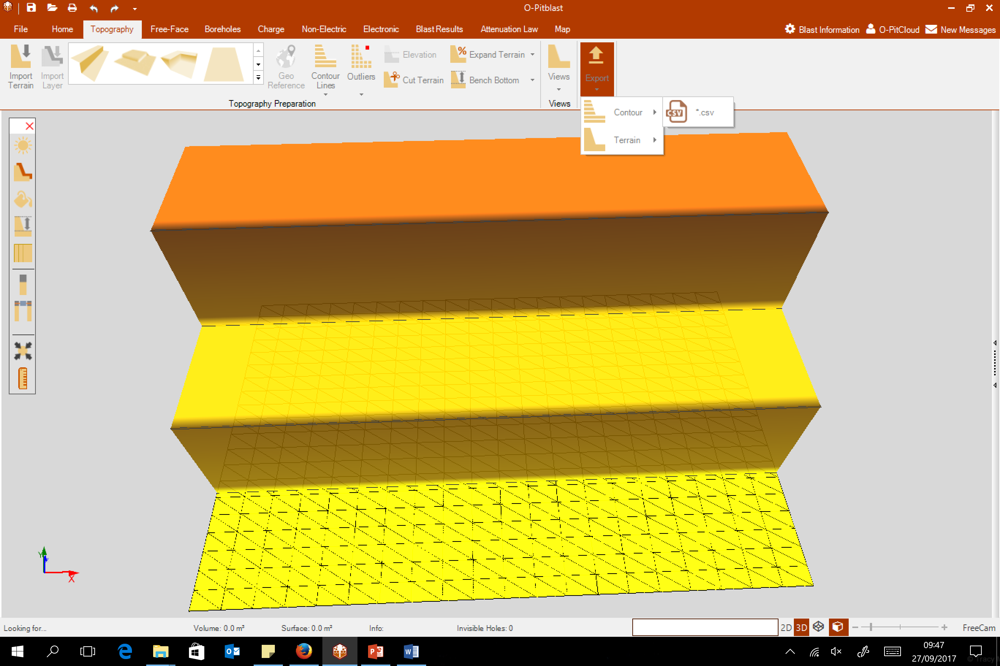 O-Pitblast
File Home Topography Free-Face Boreholes Charge Non-Electric Electronic Blast Results Attenuation Law Map Blast Information O-PitCloud New Messages
Import Terrain
Import Layer
Geo Reference
Contour Lines
Outliers
Elevation
Cut Terrain
% Expand Terrain
Bench Bottom
Views
Export
Topography Preparation
Views
Contour
CSV *.csv
Terrain
Y
X
Looking for... Volume: 0.0 m³ Surface: 0.0 m² Info: Invisible Holes: 0 2D 3D FreeCam
09:47
27/09/2017